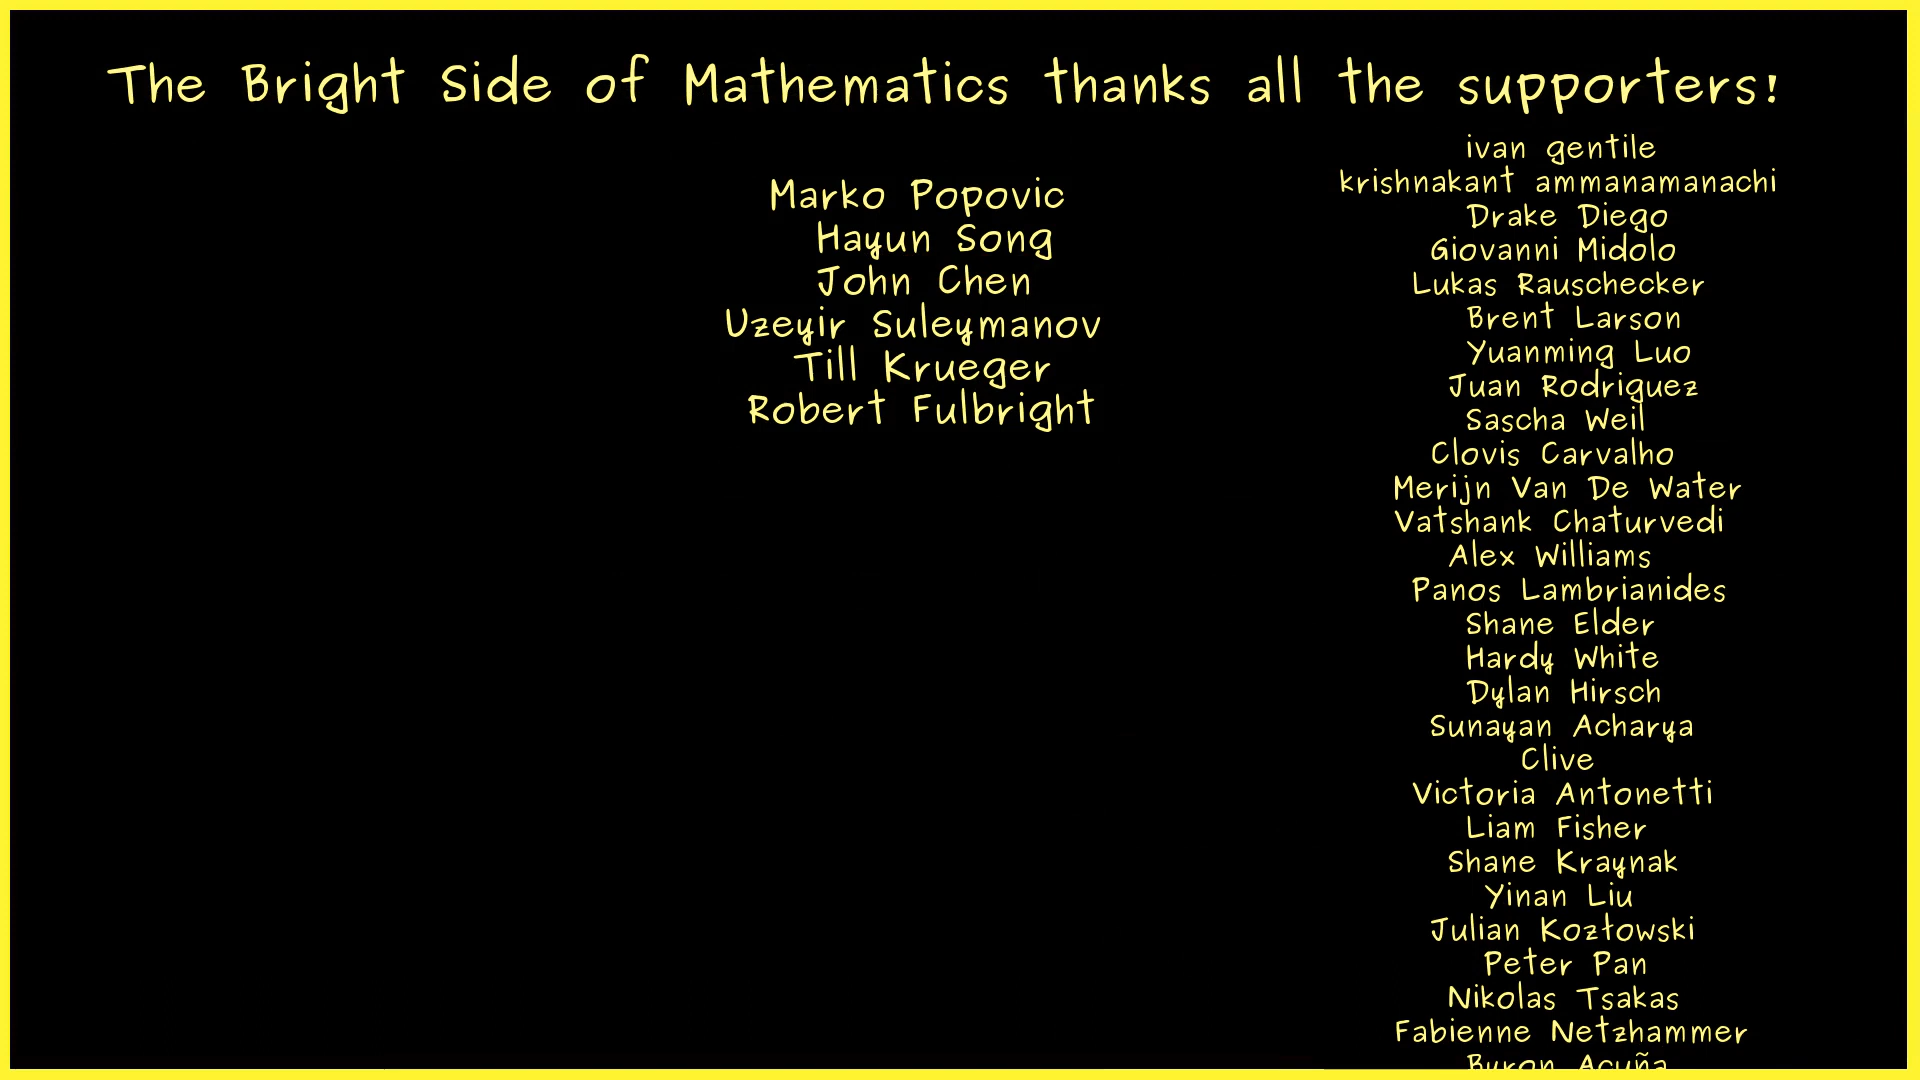 The Bright Side of Mathematics thanks all the supporters!
Marko Popovic
Hayun Song
John Chen
Uzeyir Suleymanov
Till Krueger
Robert Fulbright
ivan gentile
krishnakant ammanamanachi
Drake Diego
Giovanni Midolo
Lukas Rauschecker
Brent Larson
Yuanming Luo
Juan Rodriguez
Sascha Weil
Clovis Carvalho
Merijn Van De Water
Vatshank Chaturvedi
Alex Williams
Panos Lambrianides
Shane Elder
Hardy White
Dylan Hirsch
Sunayan Acharya
Clive
Victoria Antonetti
Liam Fisher
Shane Kraynak
Yinan Liu
Julian Kozłowski
Peter Pan
Nikolas Tsakas
Fabienne Netzhammer
Byron Acuña